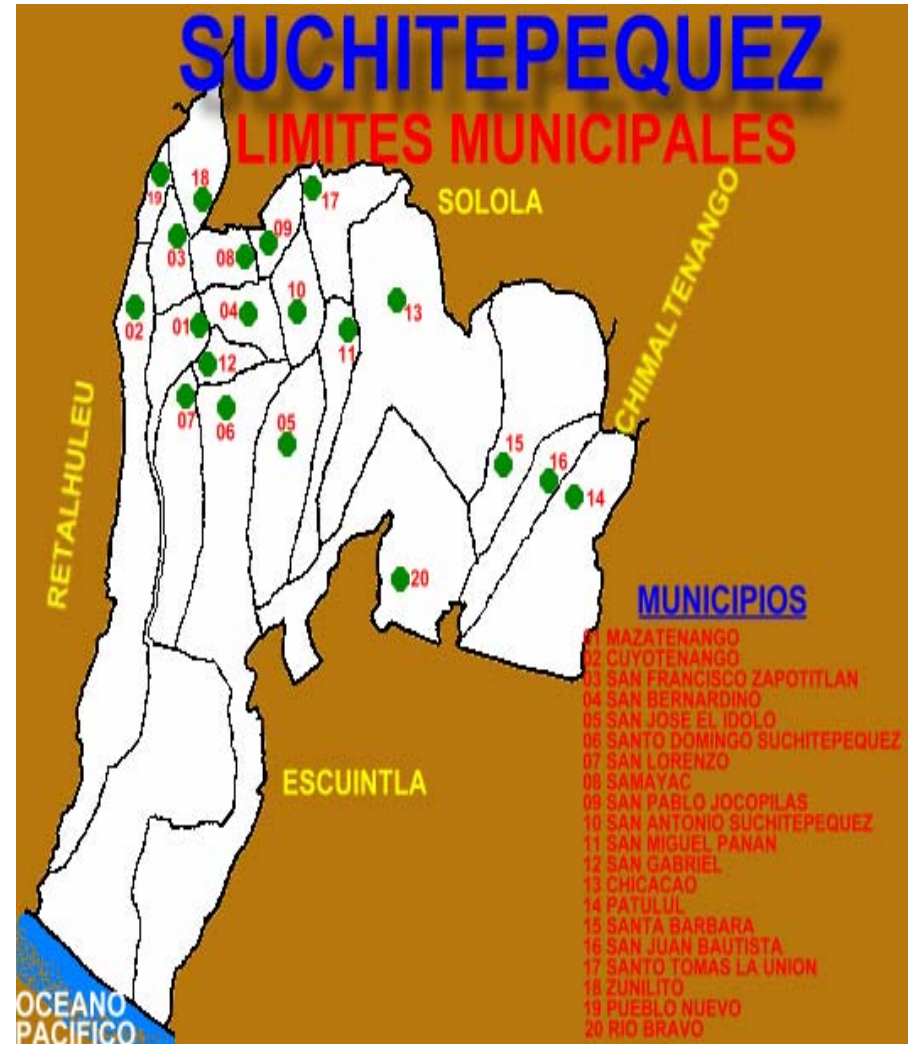 SUCHITEPEQUEZ
LIMITES MUNICIPALES
SOLOLA
CHIMALTENANGO
RETALHULEU
ESCUINTLA
OCEANO
PACÍFICO
19
18
17
09
03
08
10
13
02
04
01
11
12
07
06
05
15
16
14
20
MUNICIPIOS
01 MAZATENANGO
02 CUYOTENANGO
03 SAN FRANCISCO ZAPOTITLAN
04 SAN BERNARDINO
05 SAN JOSE EL IDOLO
06 SANTO DOMINGO SUCHITEPEQUEZ
07 SAN LORENZO
08 SAMAYAC
09 SAN PABLO JOCOPILAS
10 SAN ANTONIO SUCHITEPEQUEZ
11 SAN MIGUEL PANAN
12 SAN GABRIEL
13 CHICACAO
14 PATULUL
15 SANTA BARBARA
16 SAN JUAN BAUTISTA
17 SANTO TOMAS LA UNION
18 ZUNILITO
19 PUEBLO NUEVO
20 RIO BRAVO